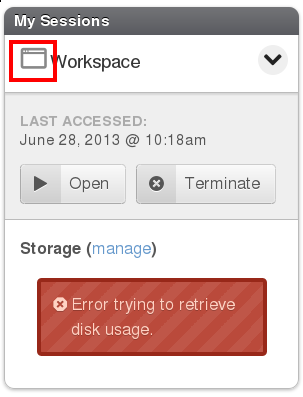 My Sessions
Workspace
LAST ACCESSED:
June 28, 2013 @ 10:18am
Open
Terminate
Storage (manage)
Error trying to retrieve
disk usage.